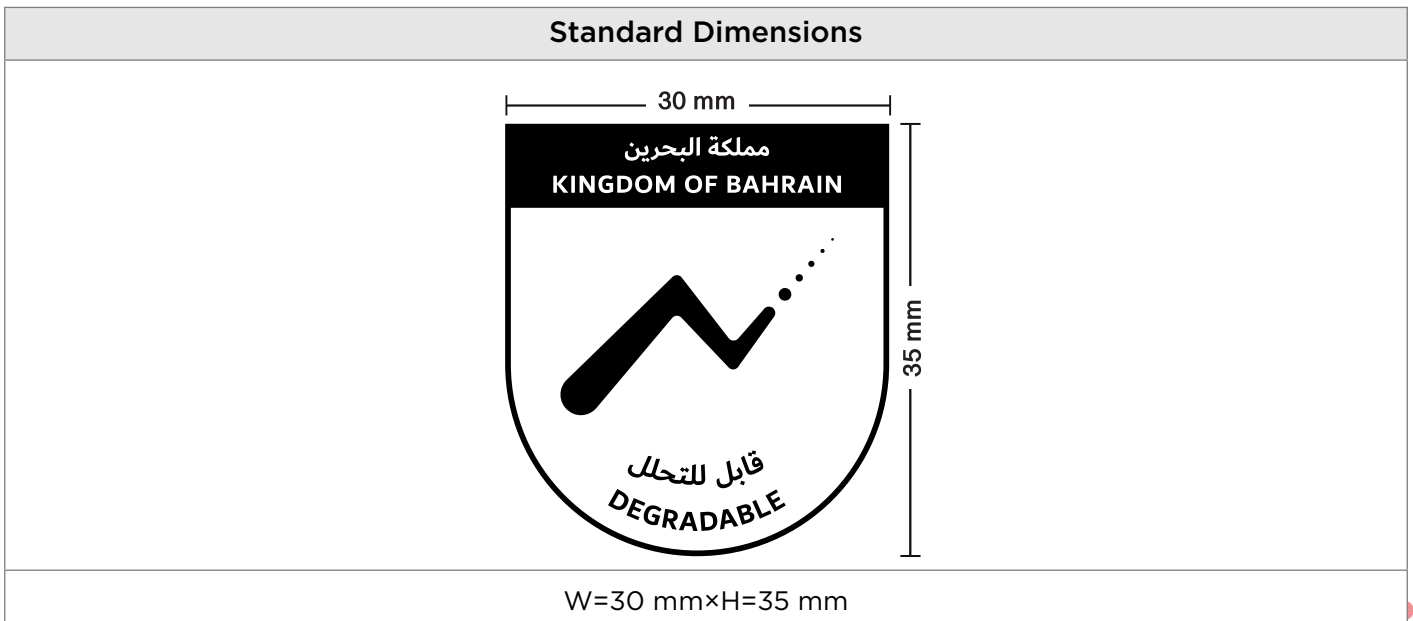 Standard Dimensions
30 mm
مملكة البحرين
KINGDOM OF BAHRAIN
35 mm
قابل للتحلل
DEGRADABLE
W=30 mm×H=35 mm